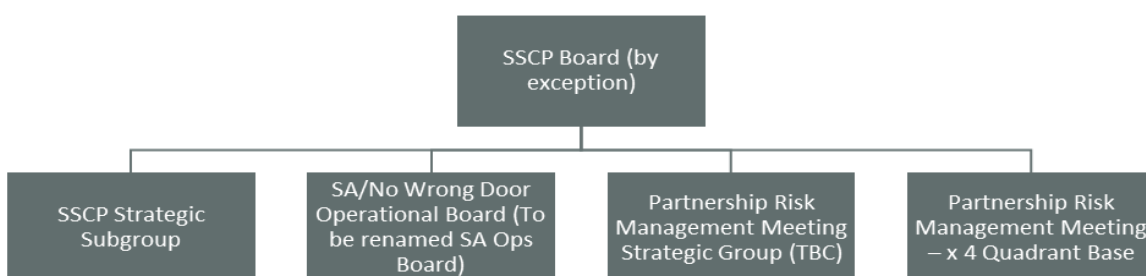 SSCP Board (by
exception)
SSCP Strategic
Subgroup
SA/No Wrong Door
Operational Board (To
be renamed SA Ops
Board)
Partnership Risk
Management Meeting
Strategic Group (TBC)
Partnership Risk
Management Meeting
– x 4 Quadrant Base